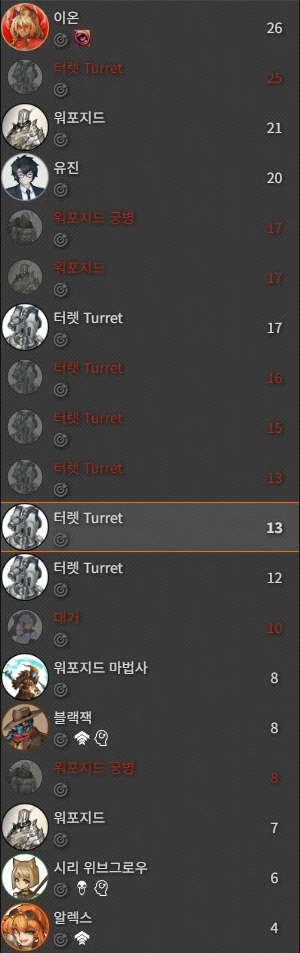 이온 26
터렛 Turret 25
워포지드 21
유진 20
워포지드 궁병 17
워포지드 17
터렛 Turret 17
터렛 Turret 16
터렛 Turret 15
터렛 Turret 13
터렛 Turret 13
터렛 Turret 12
대거 10
워포지드 마법사 8
블랙잭 8
워포지드 궁병 8
워포지드 7
시리 위브그로우 6
알렉스 4